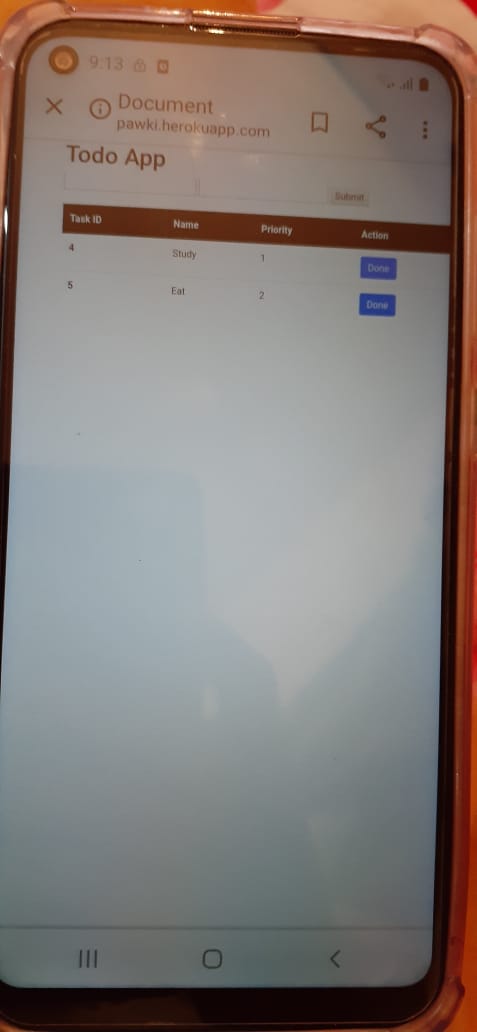 9:13
Document
pawki.herokuapp.com
Todo App
Submit
Task ID Name Priority Action
4 Study 1 Done
5 Eat 2 Done